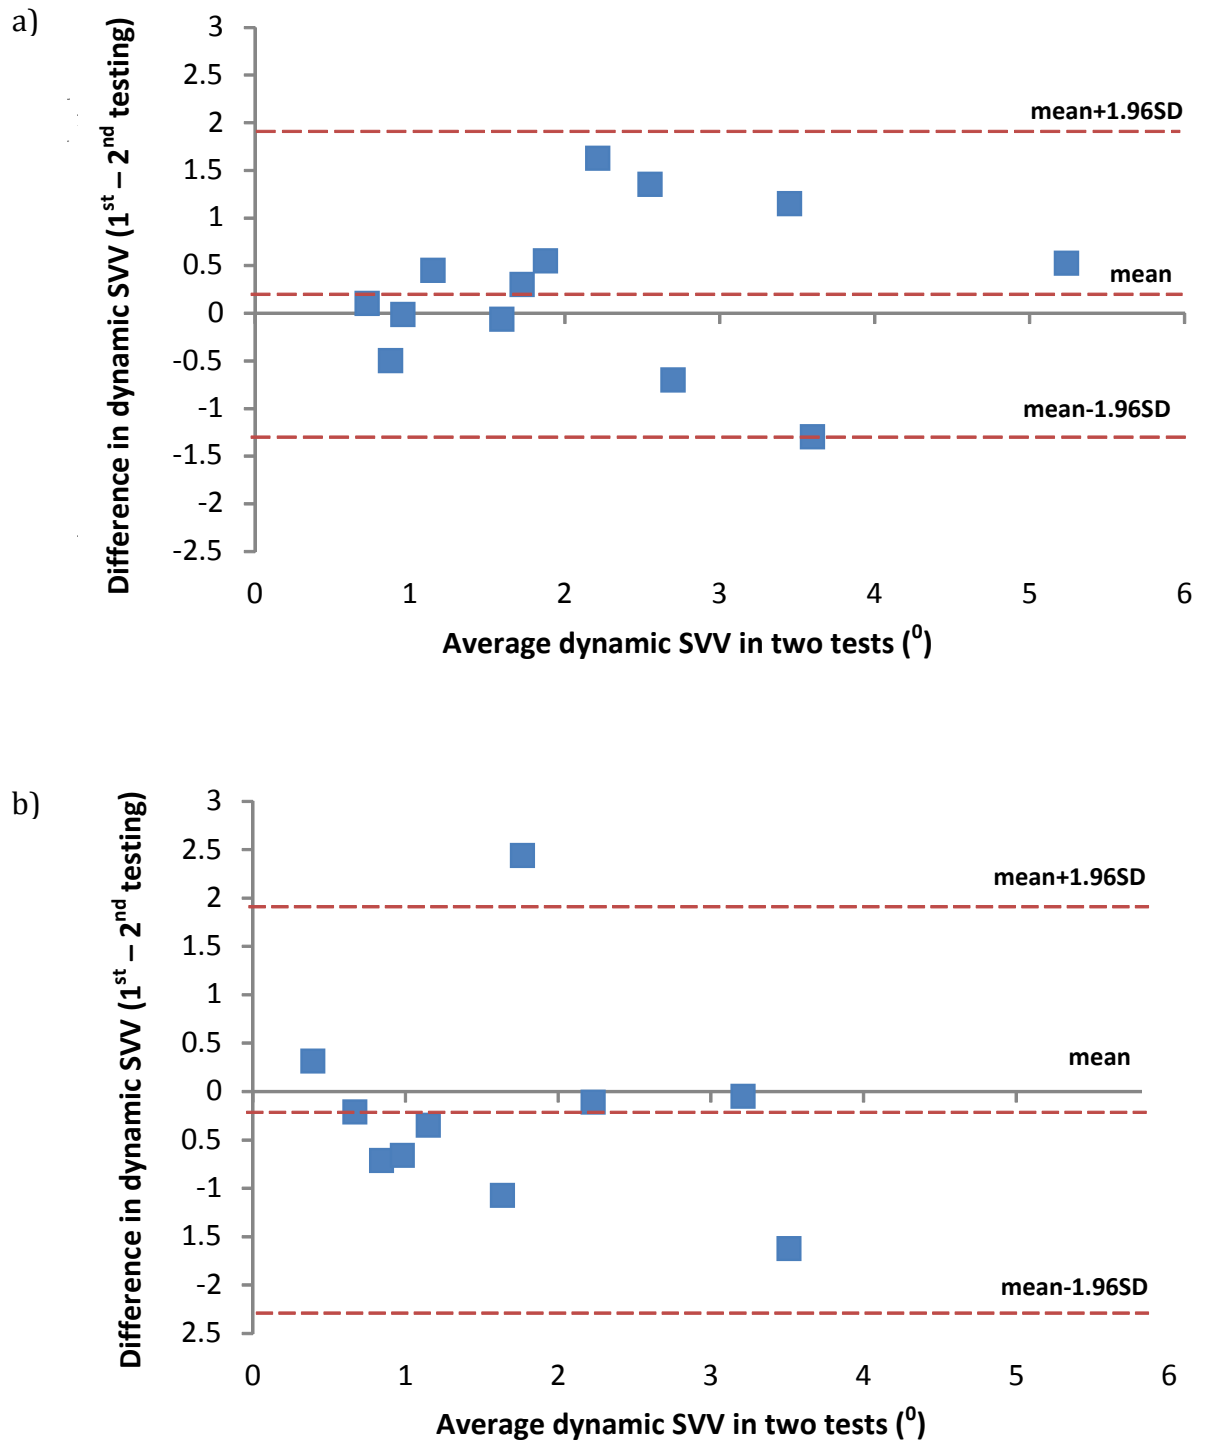 a)
Difference in dynamic SVV (1st – 2nd testing)
3
2.5
2
1.5
1
0.5
0
-0.5
-1
-1.5
-2
-2.5
mean+1.96SD
mean
mean-1.96SD
0 1 2 3 4 5 6
Average dynamic SVV in two tests (0)
b)
Difference in dynamic SVV (1st – 2nd testing)
3
2.5
2
1.5
1
0.5
0
0.5
-1
1.5
-2
2.5
mean+1.96SD
mean
mean-1.96SD
0 1 2 3 4 5 6
Average dynamic SVV in two tests (0)